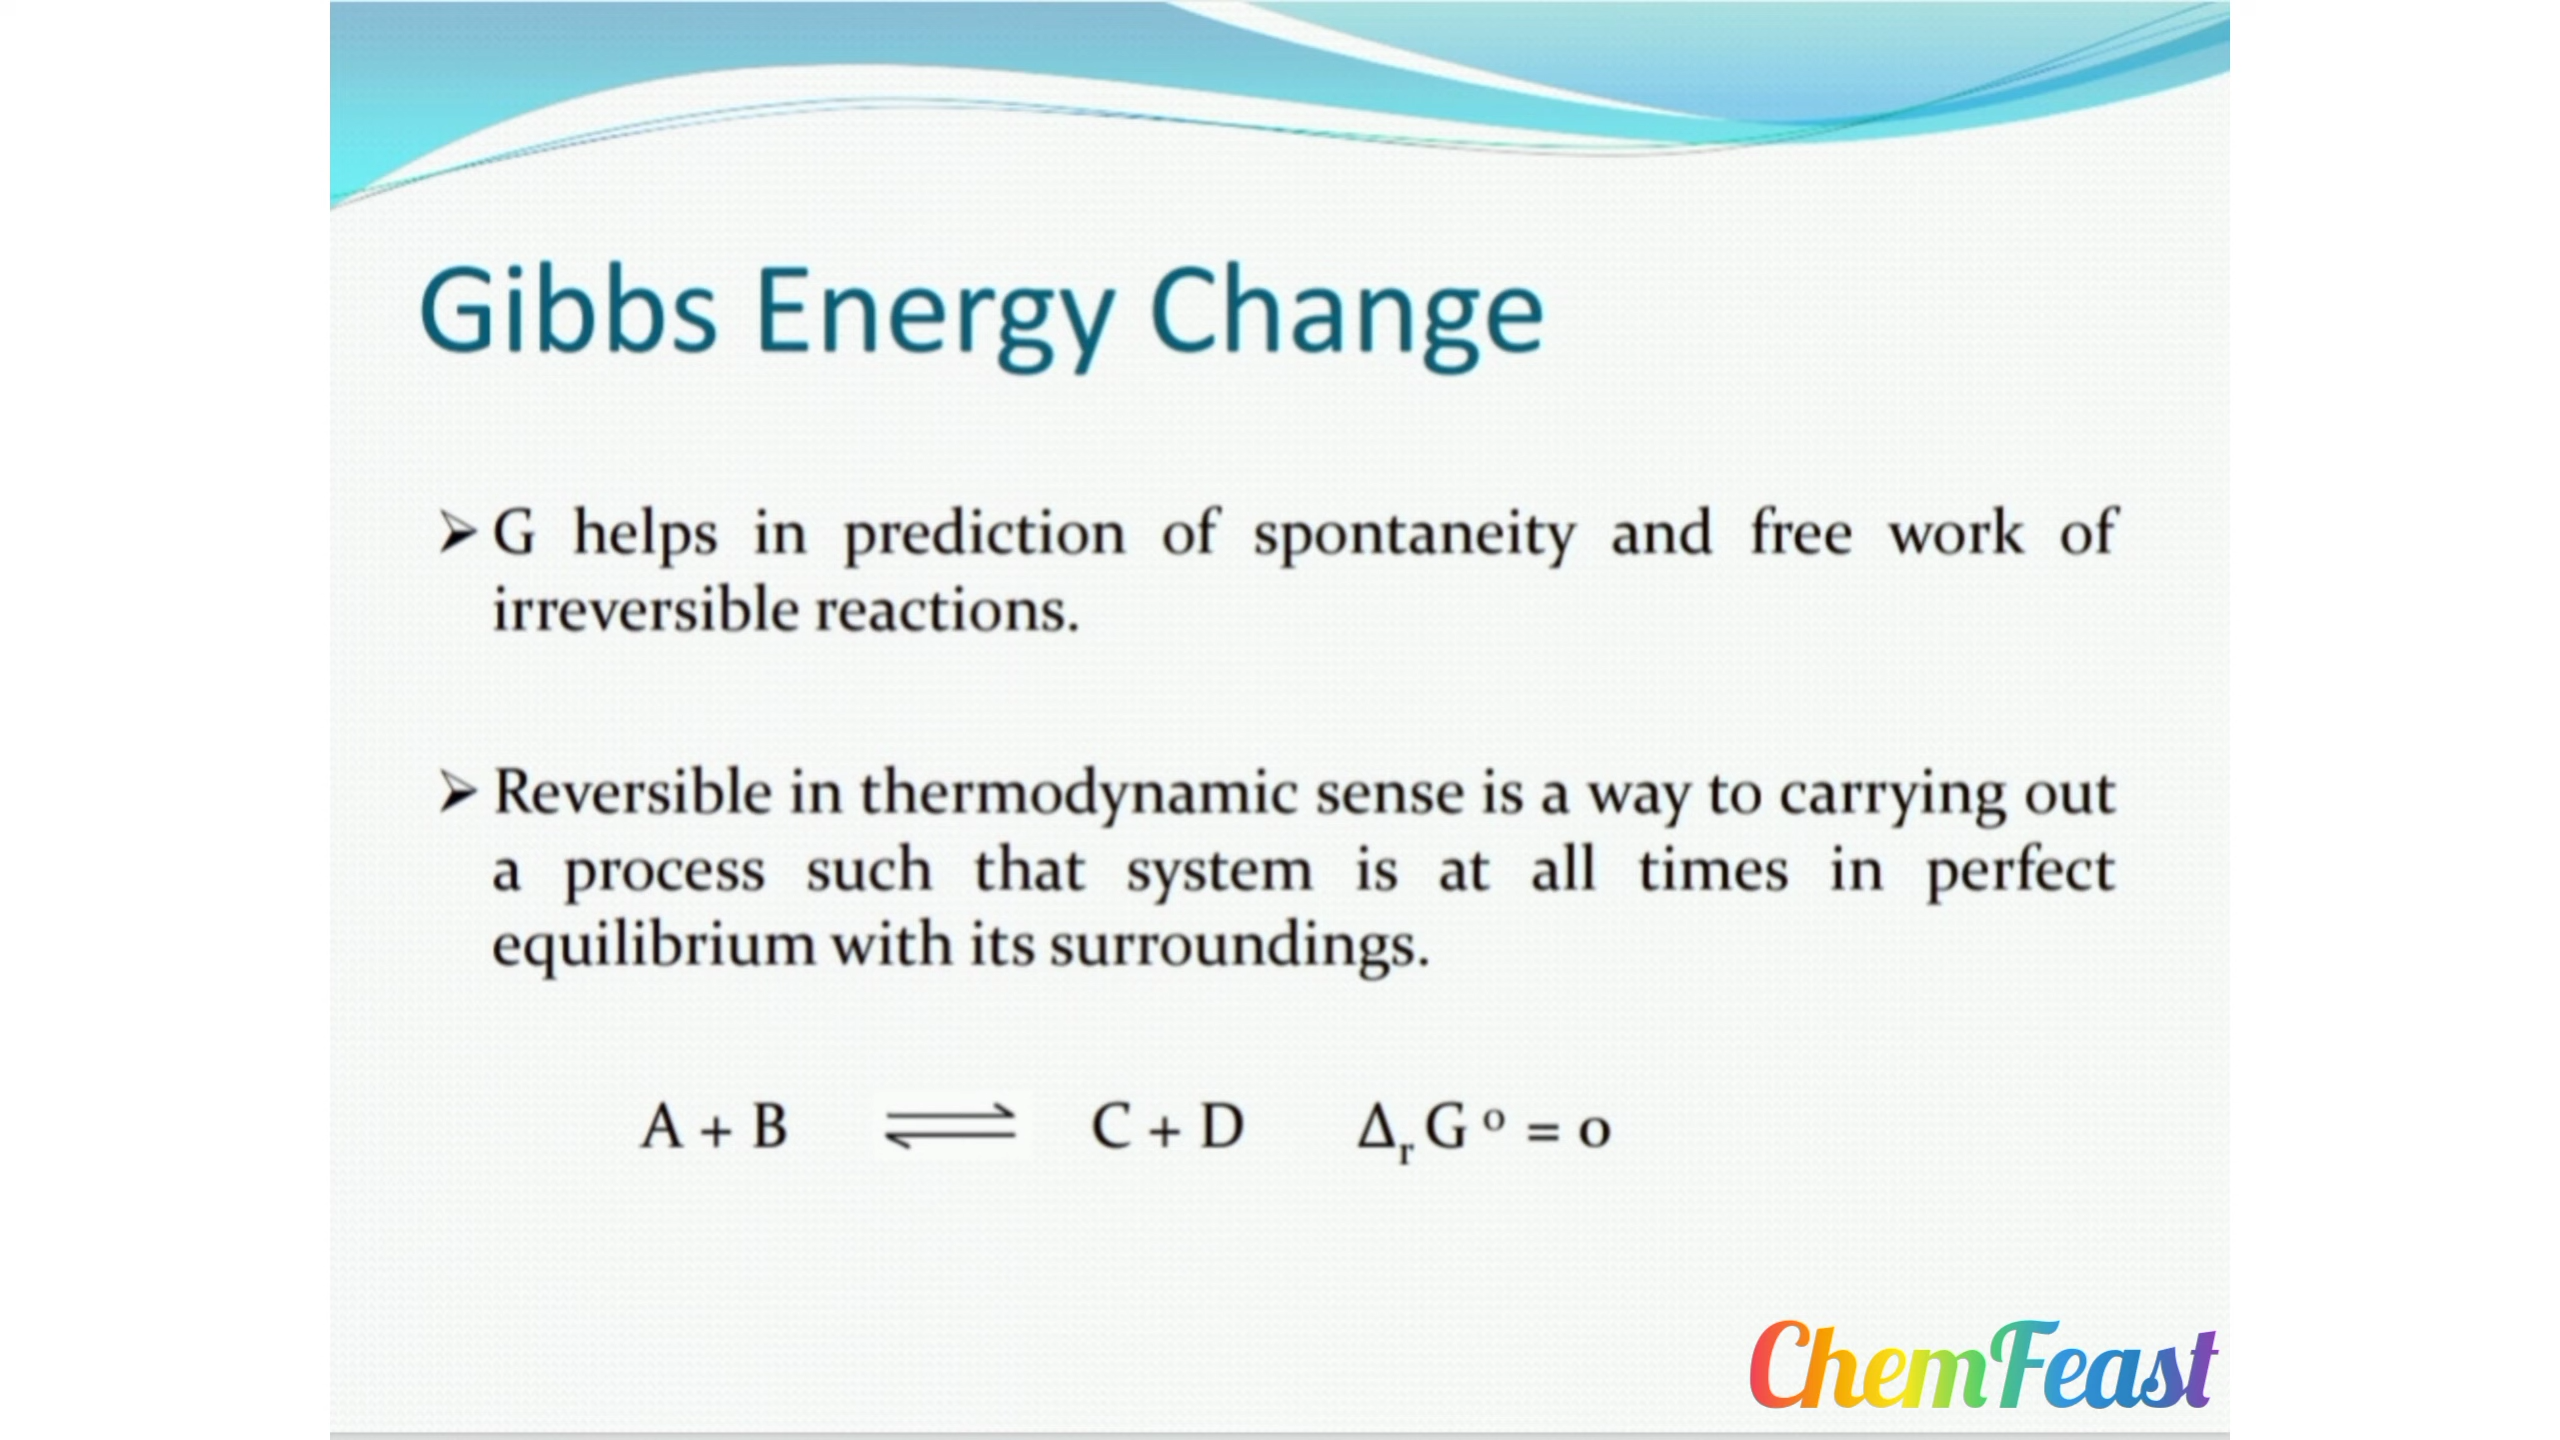 Gibbs Energy Change
➢ G helps in prediction of spontaneity and free work of
irreversible reactions.
➢ Reversible in thermodynamic sense is a way to carrying out
a process such that system is at all times in perfect
equilibrium with its surroundings.
A + B ⇌ C + D Δᵣ G ⁰ = 0
ChemFeast